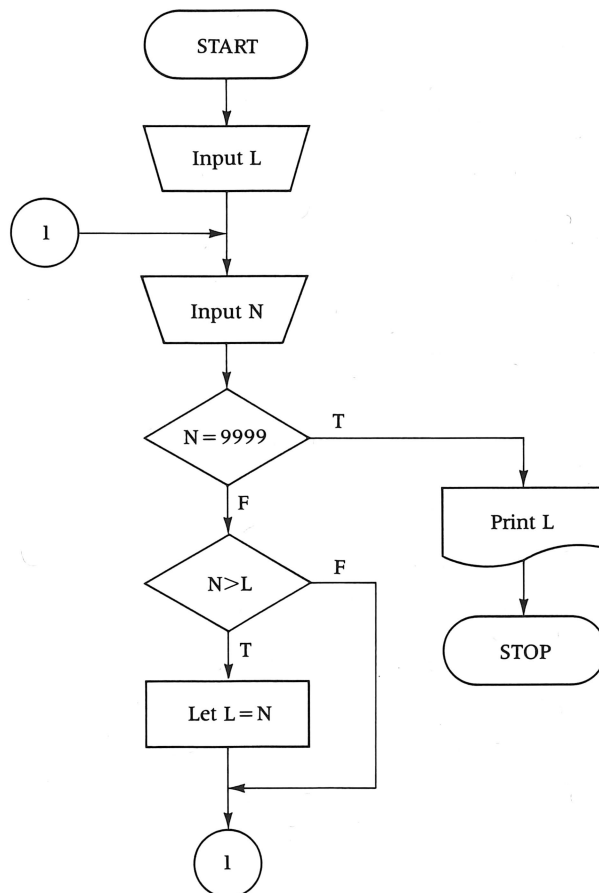 START
Input L
1
Input N
N=9999
T
F
Print L
N>L
F
T
STOP
Let L=N
1